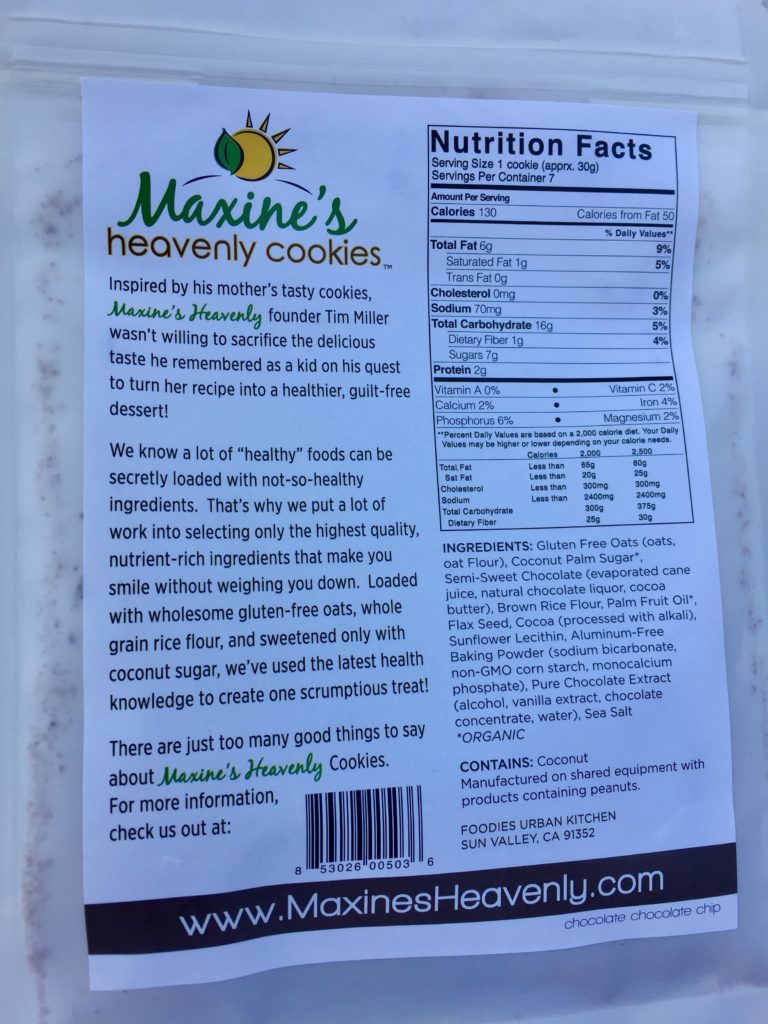 Maxine's
heavenly cookies™
Inspired by his mother's tasty cookies,
Maxine's Heavenly founder Tim Miller
wasn't willing to sacrifice the delicious
taste he remembered as a kid on his quest
to turn her recipe into a healthier, guilt-free
dessert!
We know a lot of “healthy” foods can be
secretly loaded with not-so-healthy
ingredients. That's why we put a lot of
work into selecting only the highest quality,
nutrient-rich ingredients that make you
smile without weighing you down. Loaded
with wholesome gluten-free oats, whole
grain rice flour, and sweetened only with
coconut sugar, we've used the latest health
knowledge to create one scrumptious treat!
There are just too many good things to say
about Maxine's Heavenly Cookies.
For more information,
check us out at:
8 53026 00503 6
Nutrition Facts
Serving Size 1 cookie (apprx. 30g)
Servings Per Container 7
Amount Per Serving
Calories 130 Calories from Fat 50
% Daily Values**
Total Fat 6g 9%
Saturated Fat 1g 5%
Trans Fat 0g
Cholesterol 0mg 0%
Sodium 70mg 3%
Total Carbohydrate 16g 5%
Dietary Fiber 1g 4%
Sugars 7g
Protein 2g
Vitamin A 0% • Vitamin C 2%
Calcium 2% • Iron 4%
Phosphorus 6% • Magnesium 2%
**Percent Daily Values are based on a 2,000 calorie diet. Your Daily
Values may be higher or lower depending on your calorie needs.
Calories 2,000 2,500
Total Fat Less than 65g 80g
Sat Fat Less than 20g 25g
Cholesterol Less than 300mg 300mg
Sodium Less than 2400mg 2400mg
Total Carbohydrate 300g 375g
Dietary Fiber 25g 30g
INGREDIENTS: Gluten Free Oats (oats,
oat Flour), Coconut Palm Sugar*,
Semi-Sweet Chocolate (evaporated cane
juice, natural chocolate liquor, cocoa
butter), Brown Rice Flour, Palm Fruit Oil*,
Flax Seed, Cocoa (processed with alkali),
Sunflower Lecithin, Aluminum-Free
Baking Powder (sodium bicarbonate,
non-GMO corn starch, monocalcium
phosphate), Pure Chocolate Extract
(alcohol, vanilla extract, chocolate
concentrate, water), Sea Salt
*ORGANIC
CONTAINS: Coconut
Manufactured on shared equipment with
products containing peanuts.
FOODIES URBAN KITCHEN
SUN VALLEY, CA 91352
www.MaxinesHeavenly.com
chocolate chocolate chip